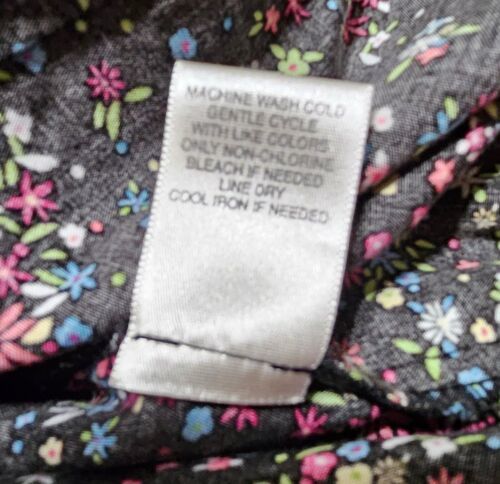 MACHINE WASH COLD
GENTLE CYCLE
WITH LIKE COLORS
ONLY NON-CHLORINE
BLEACH IF NEEDED
LINE DRY
COOL IRON IF NEEDED